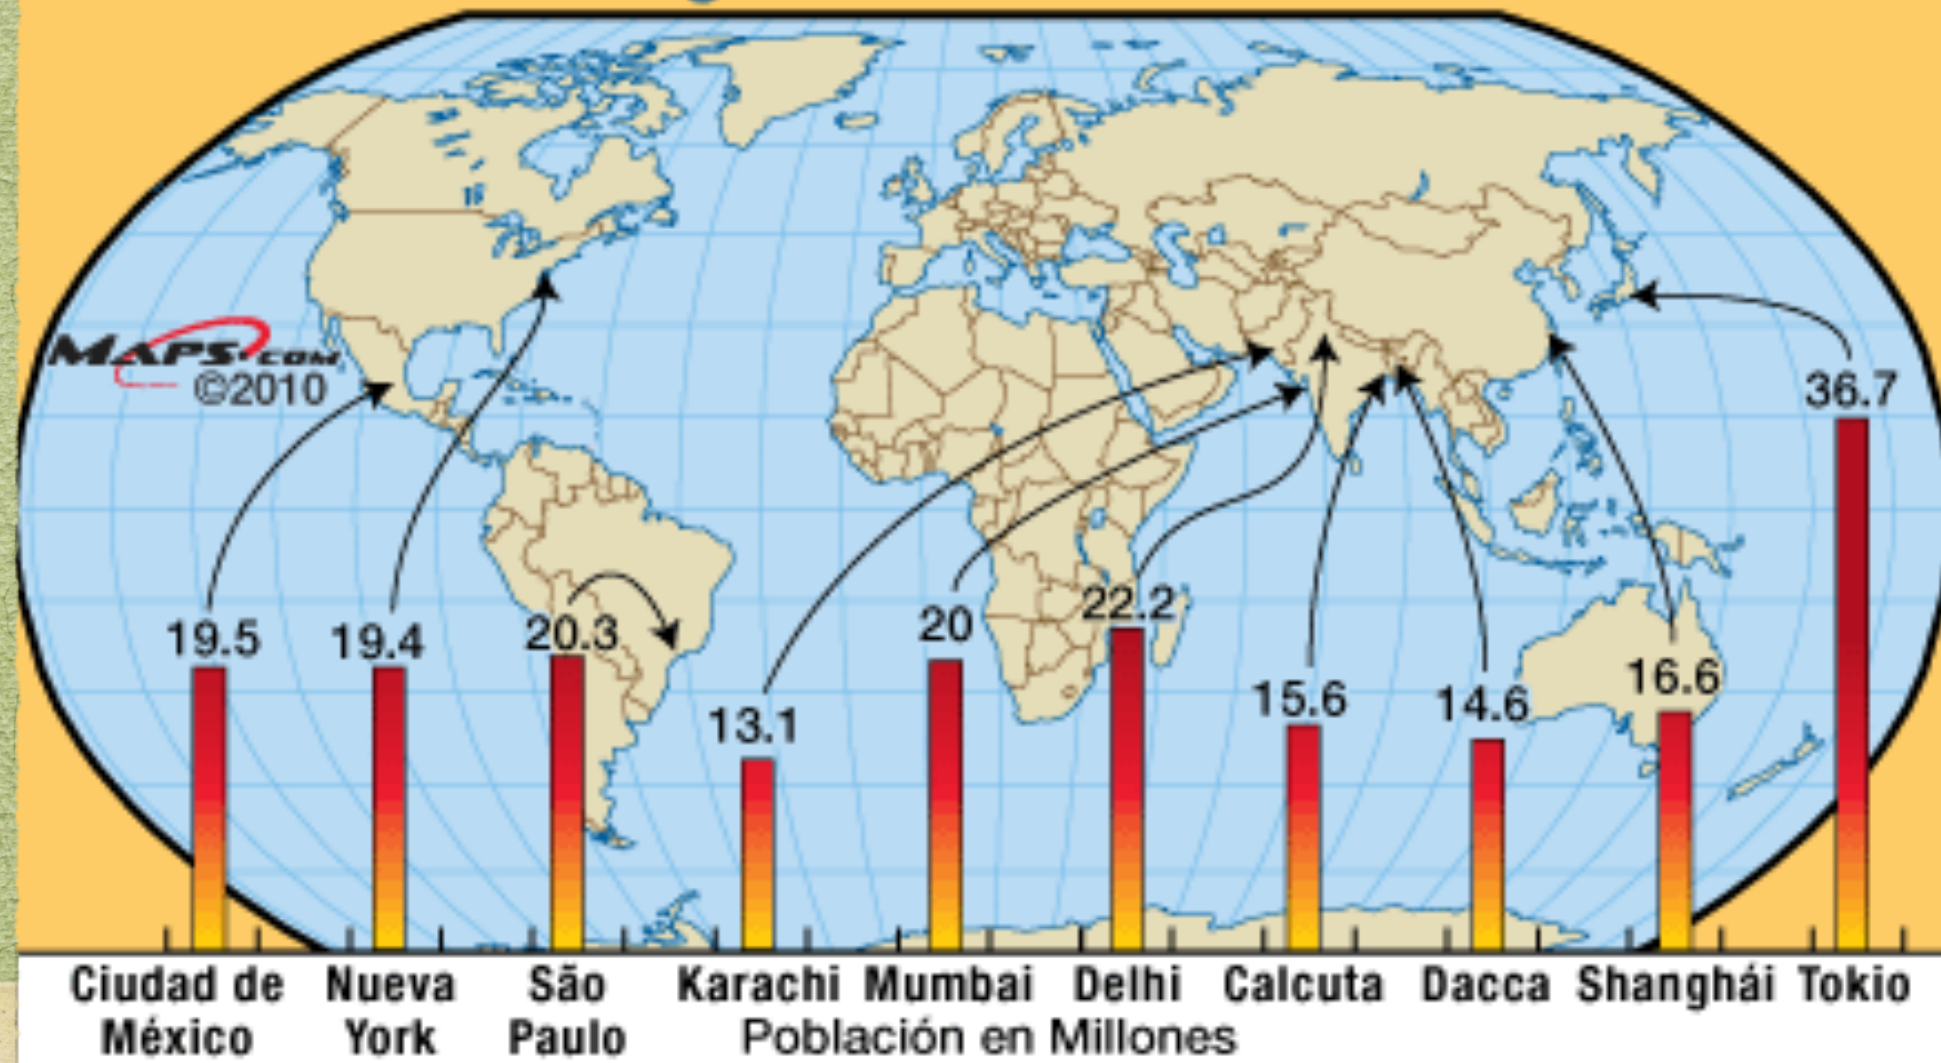 MAPS.COM
©2010
36.7
19.5
19.4
20.3
13.1
20
22.2
15.6
14.6
16.6
Ciudad de México
Nueva York
São Paulo
Karachi
Mumbai
Delhi
Calcuta
Dacca
Shanghái
Tokio
Población en Millones